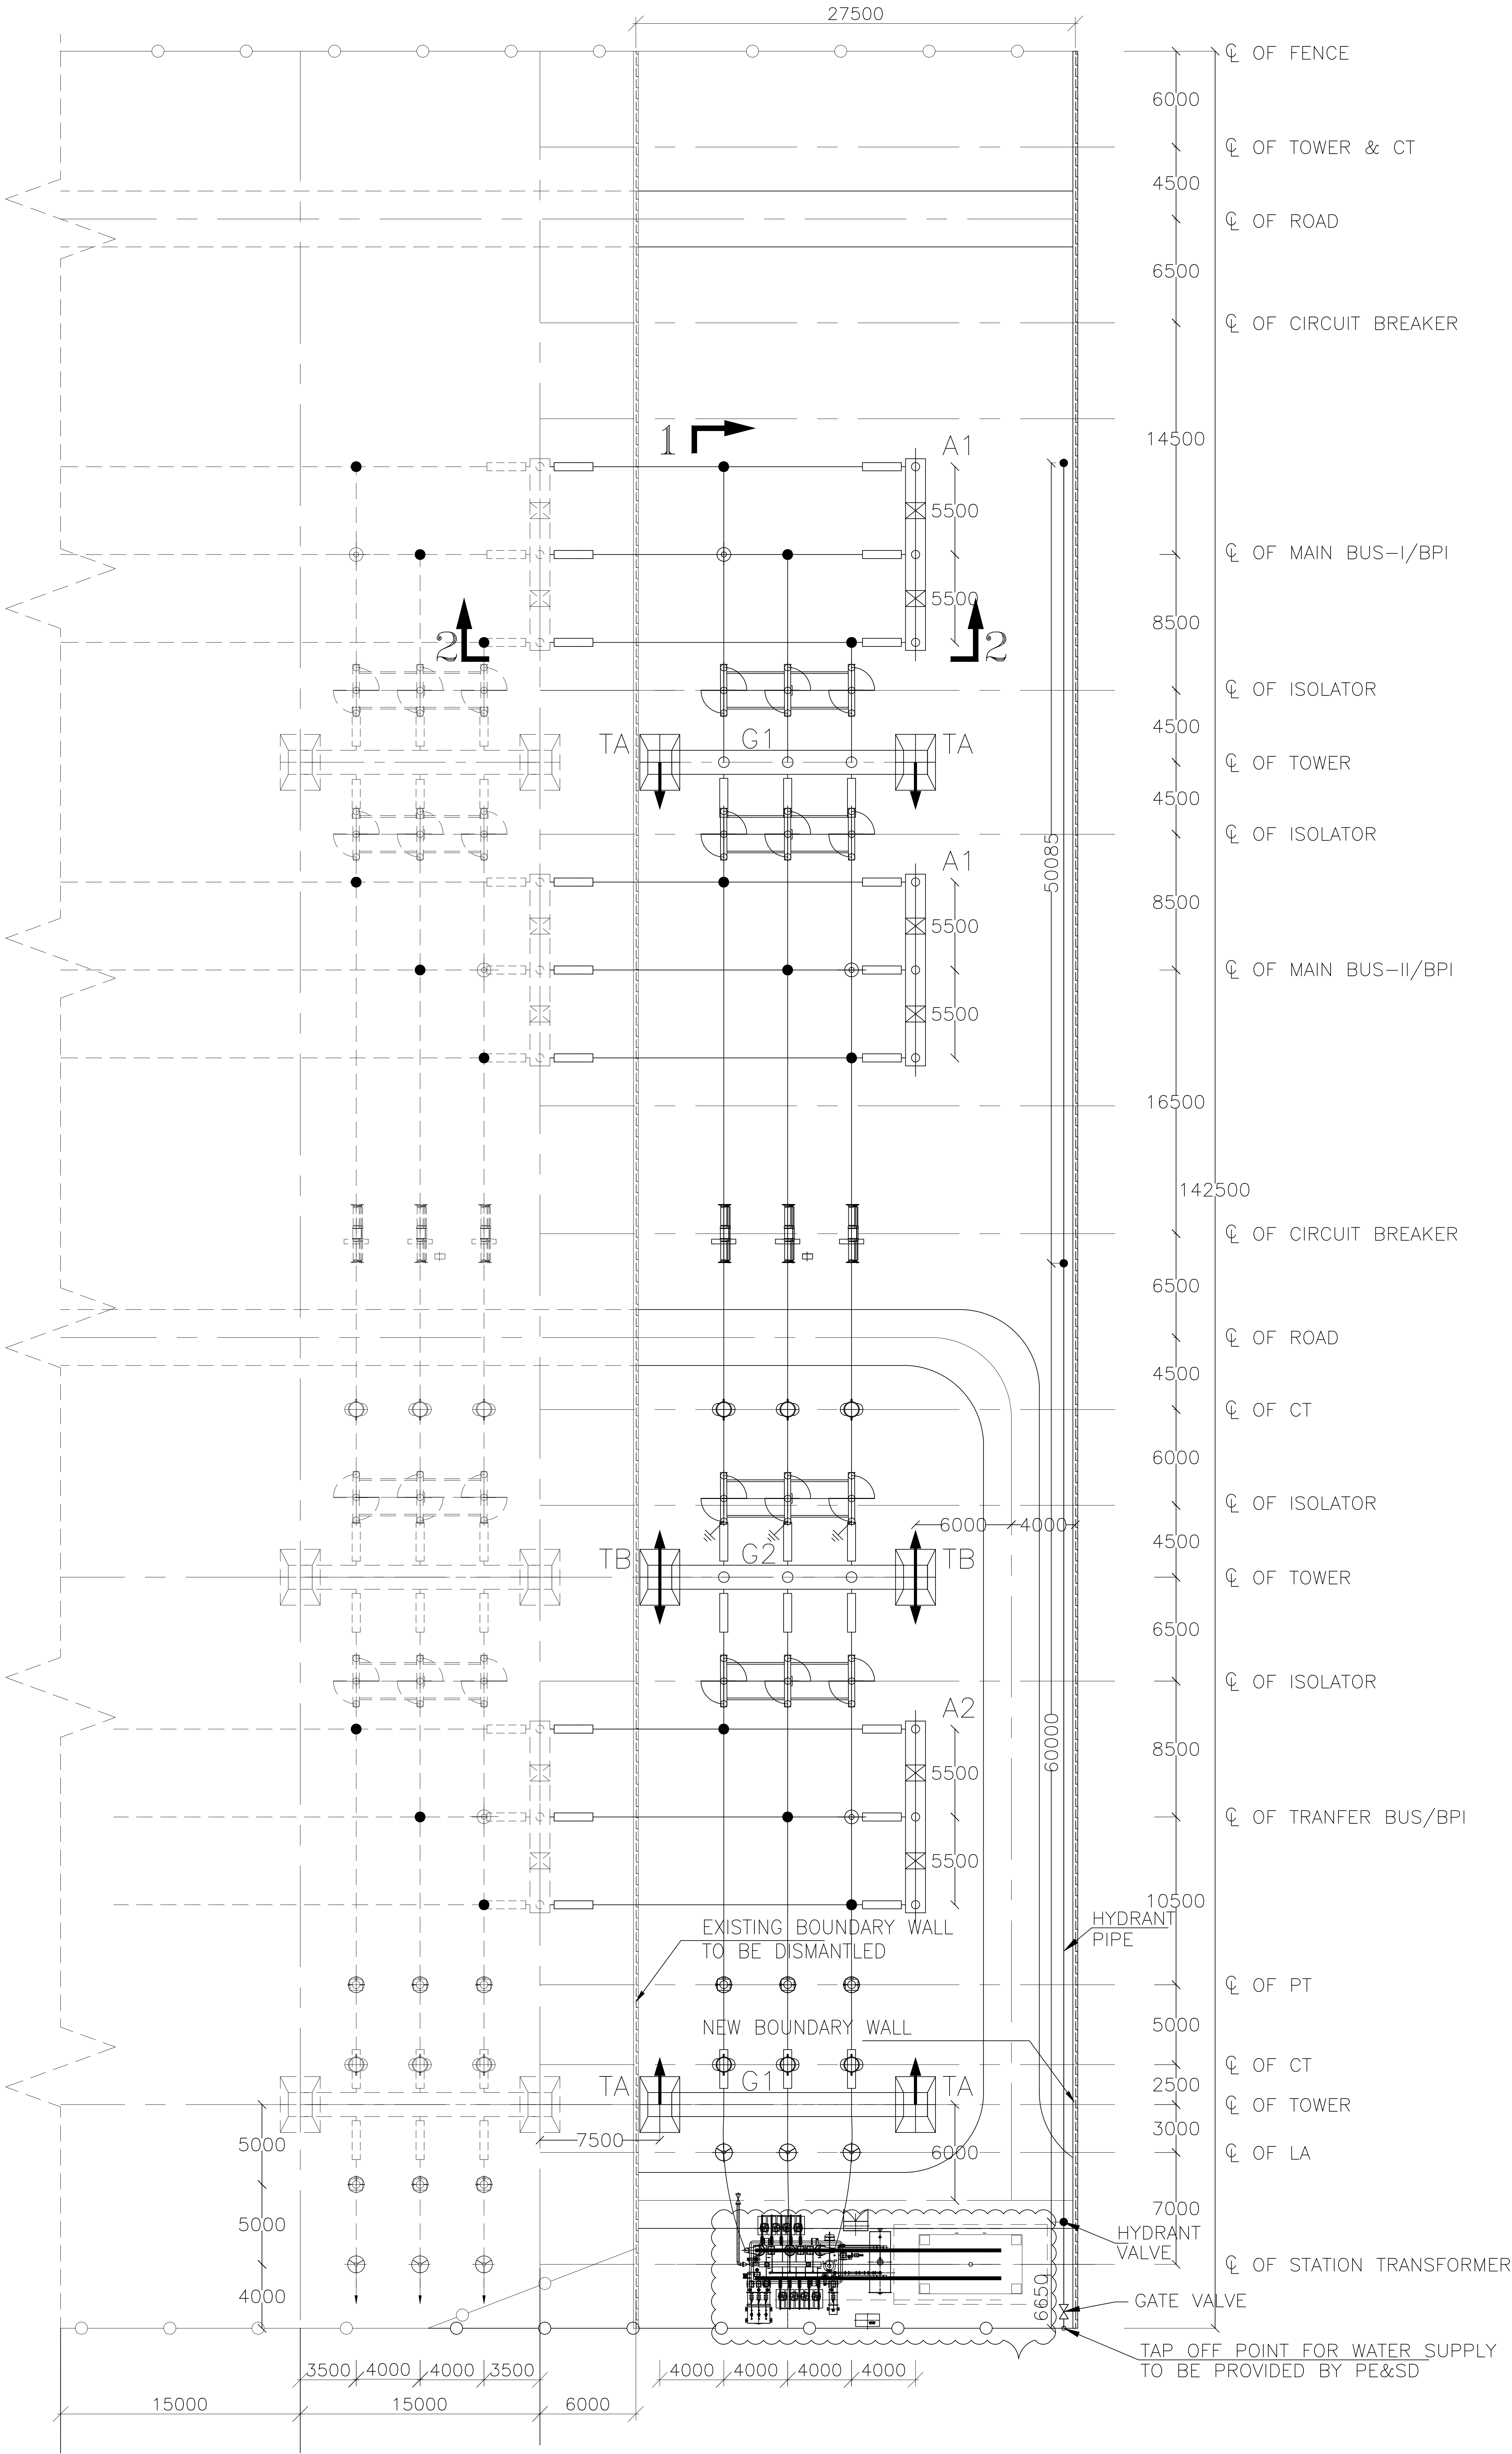 27500
℄ OF FENCE
6000
℄ OF TOWER & CT
4500
℄ OF ROAD
6500
℄ OF CIRCUIT BREAKER
14500
1
A1
5500
℄ OF MAIN BUS-I/BPI
5500
8500
2
2
℄ OF ISOLATOR
4500
TA
G1
TA
℄ OF TOWER
4500
℄ OF ISOLATOR
50085
A1
8500
5500
℄ OF MAIN BUS-II/BPI
5500
16500
142500
℄ OF CIRCUIT BREAKER
6500
℄ OF ROAD
4500
℄ OF CT
6000
℄ OF ISOLATOR
6000
4000
4500
TB
G2
TB
℄ OF TOWER
6500
℄ OF ISOLATOR
A2
60000
8500
5500
℄ OF TRANFER BUS/BPI
5500
10500
HYDRANT
PIPE
EXISTING BOUNDARY WALL
TO BE DISMANTLED
℄ OF PT
5000
NEW BOUNDARY WALL
℄ OF CT
2500
TA
G1
TA
℄ OF TOWER
3000
5000
7500
6000
℄ OF LA
7000
5000
HYDRANT
VALVE
℄ OF STATION TRANSFORMER
4000
6650
GATE VALVE
TAP OFF POINT FOR WATER SUPPLY
TO BE PROVIDED BY PE&SD
3500
4000
4000
3500
4000
4000
4000
4000
15000
15000
6000